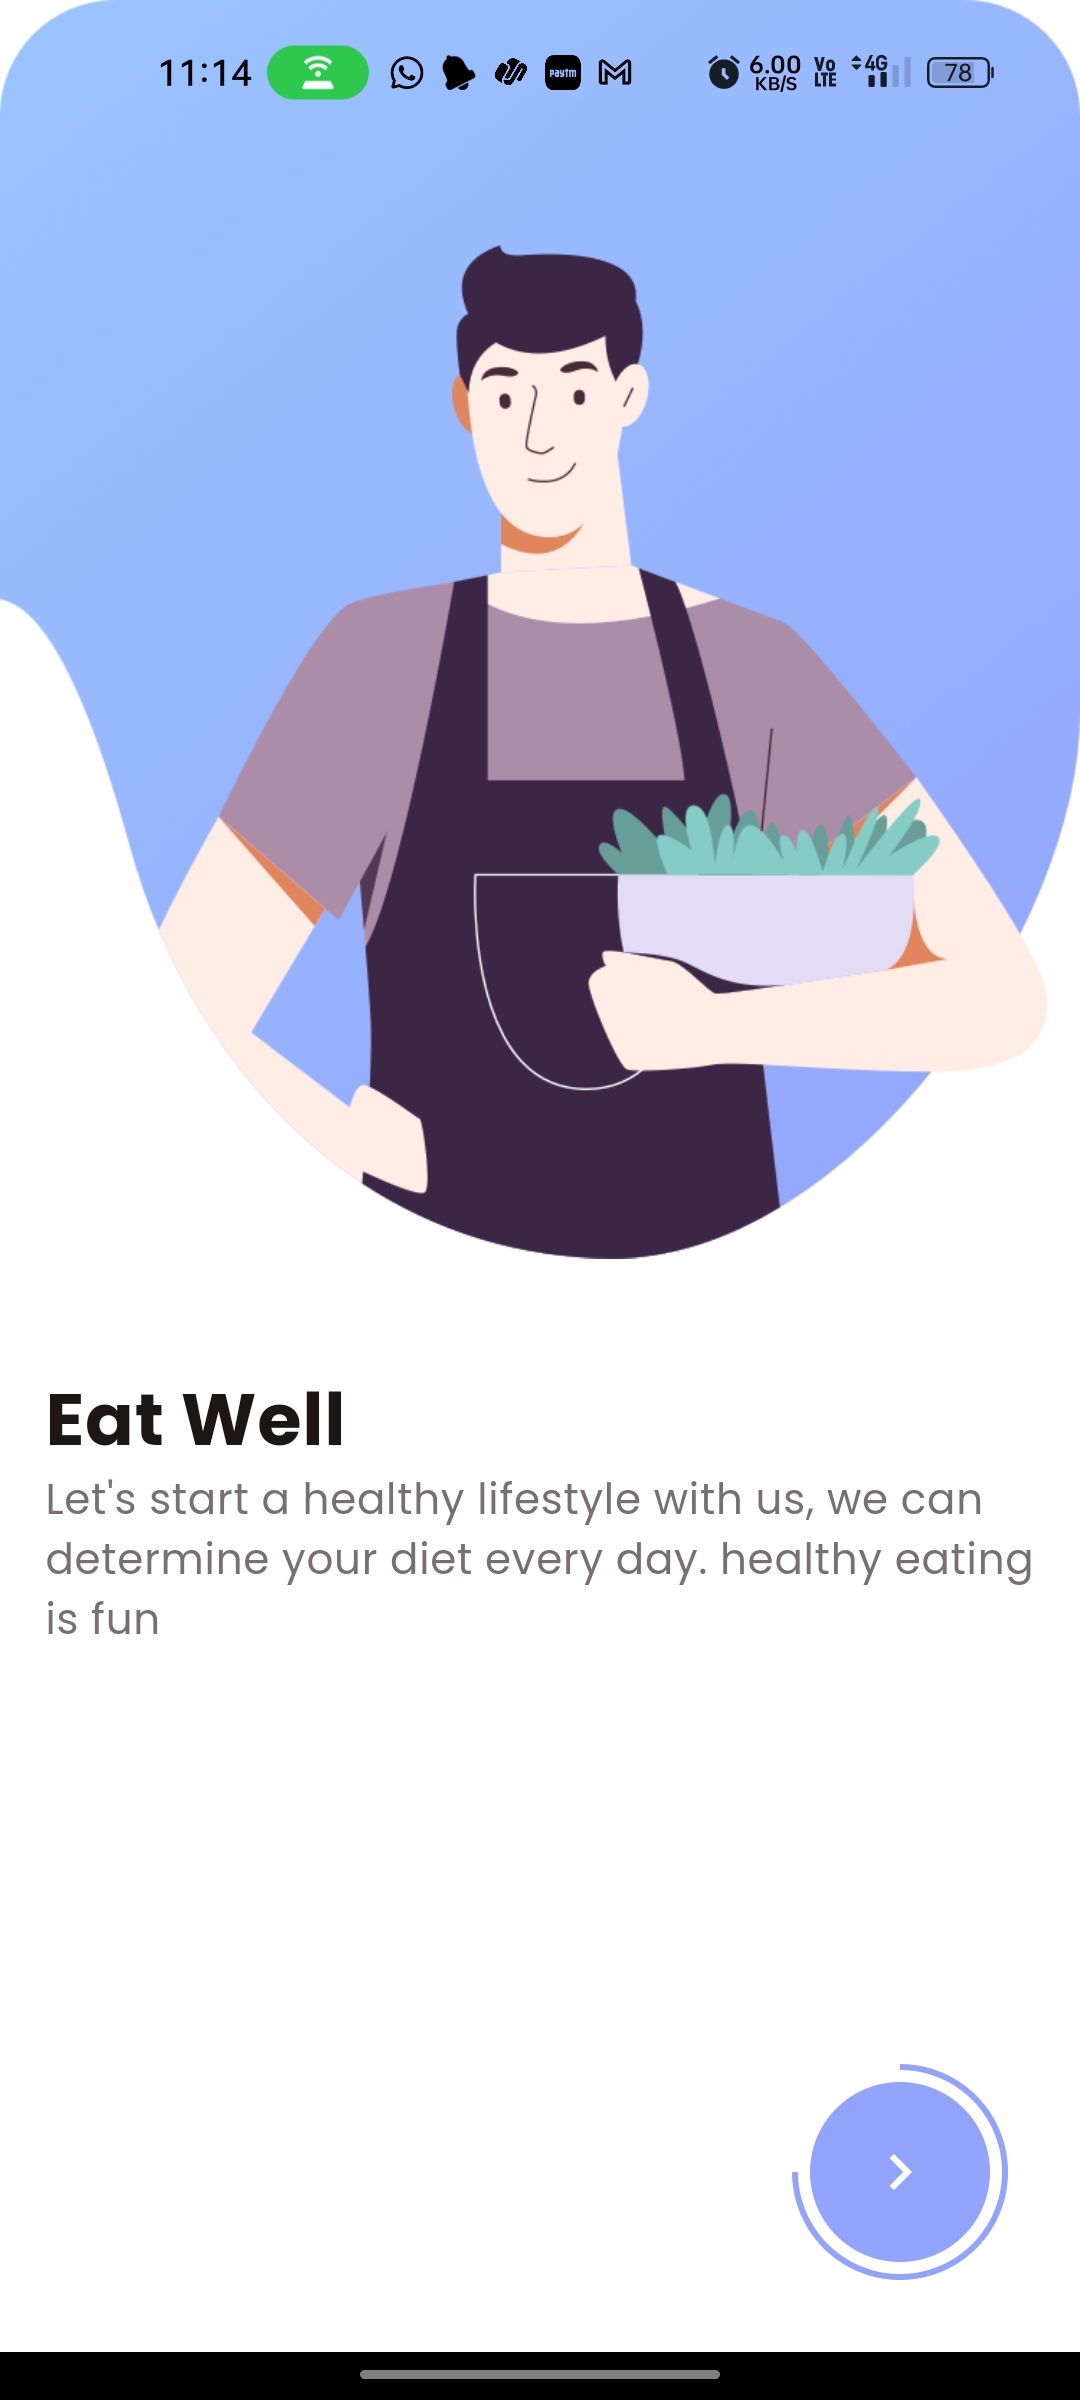 11:14 paytm 6.00 KB/S Vo LTE 4G 78
Eat Well
Let's start a healthy lifestyle with us, we can
determine your diet every day. healthy eating
is fun